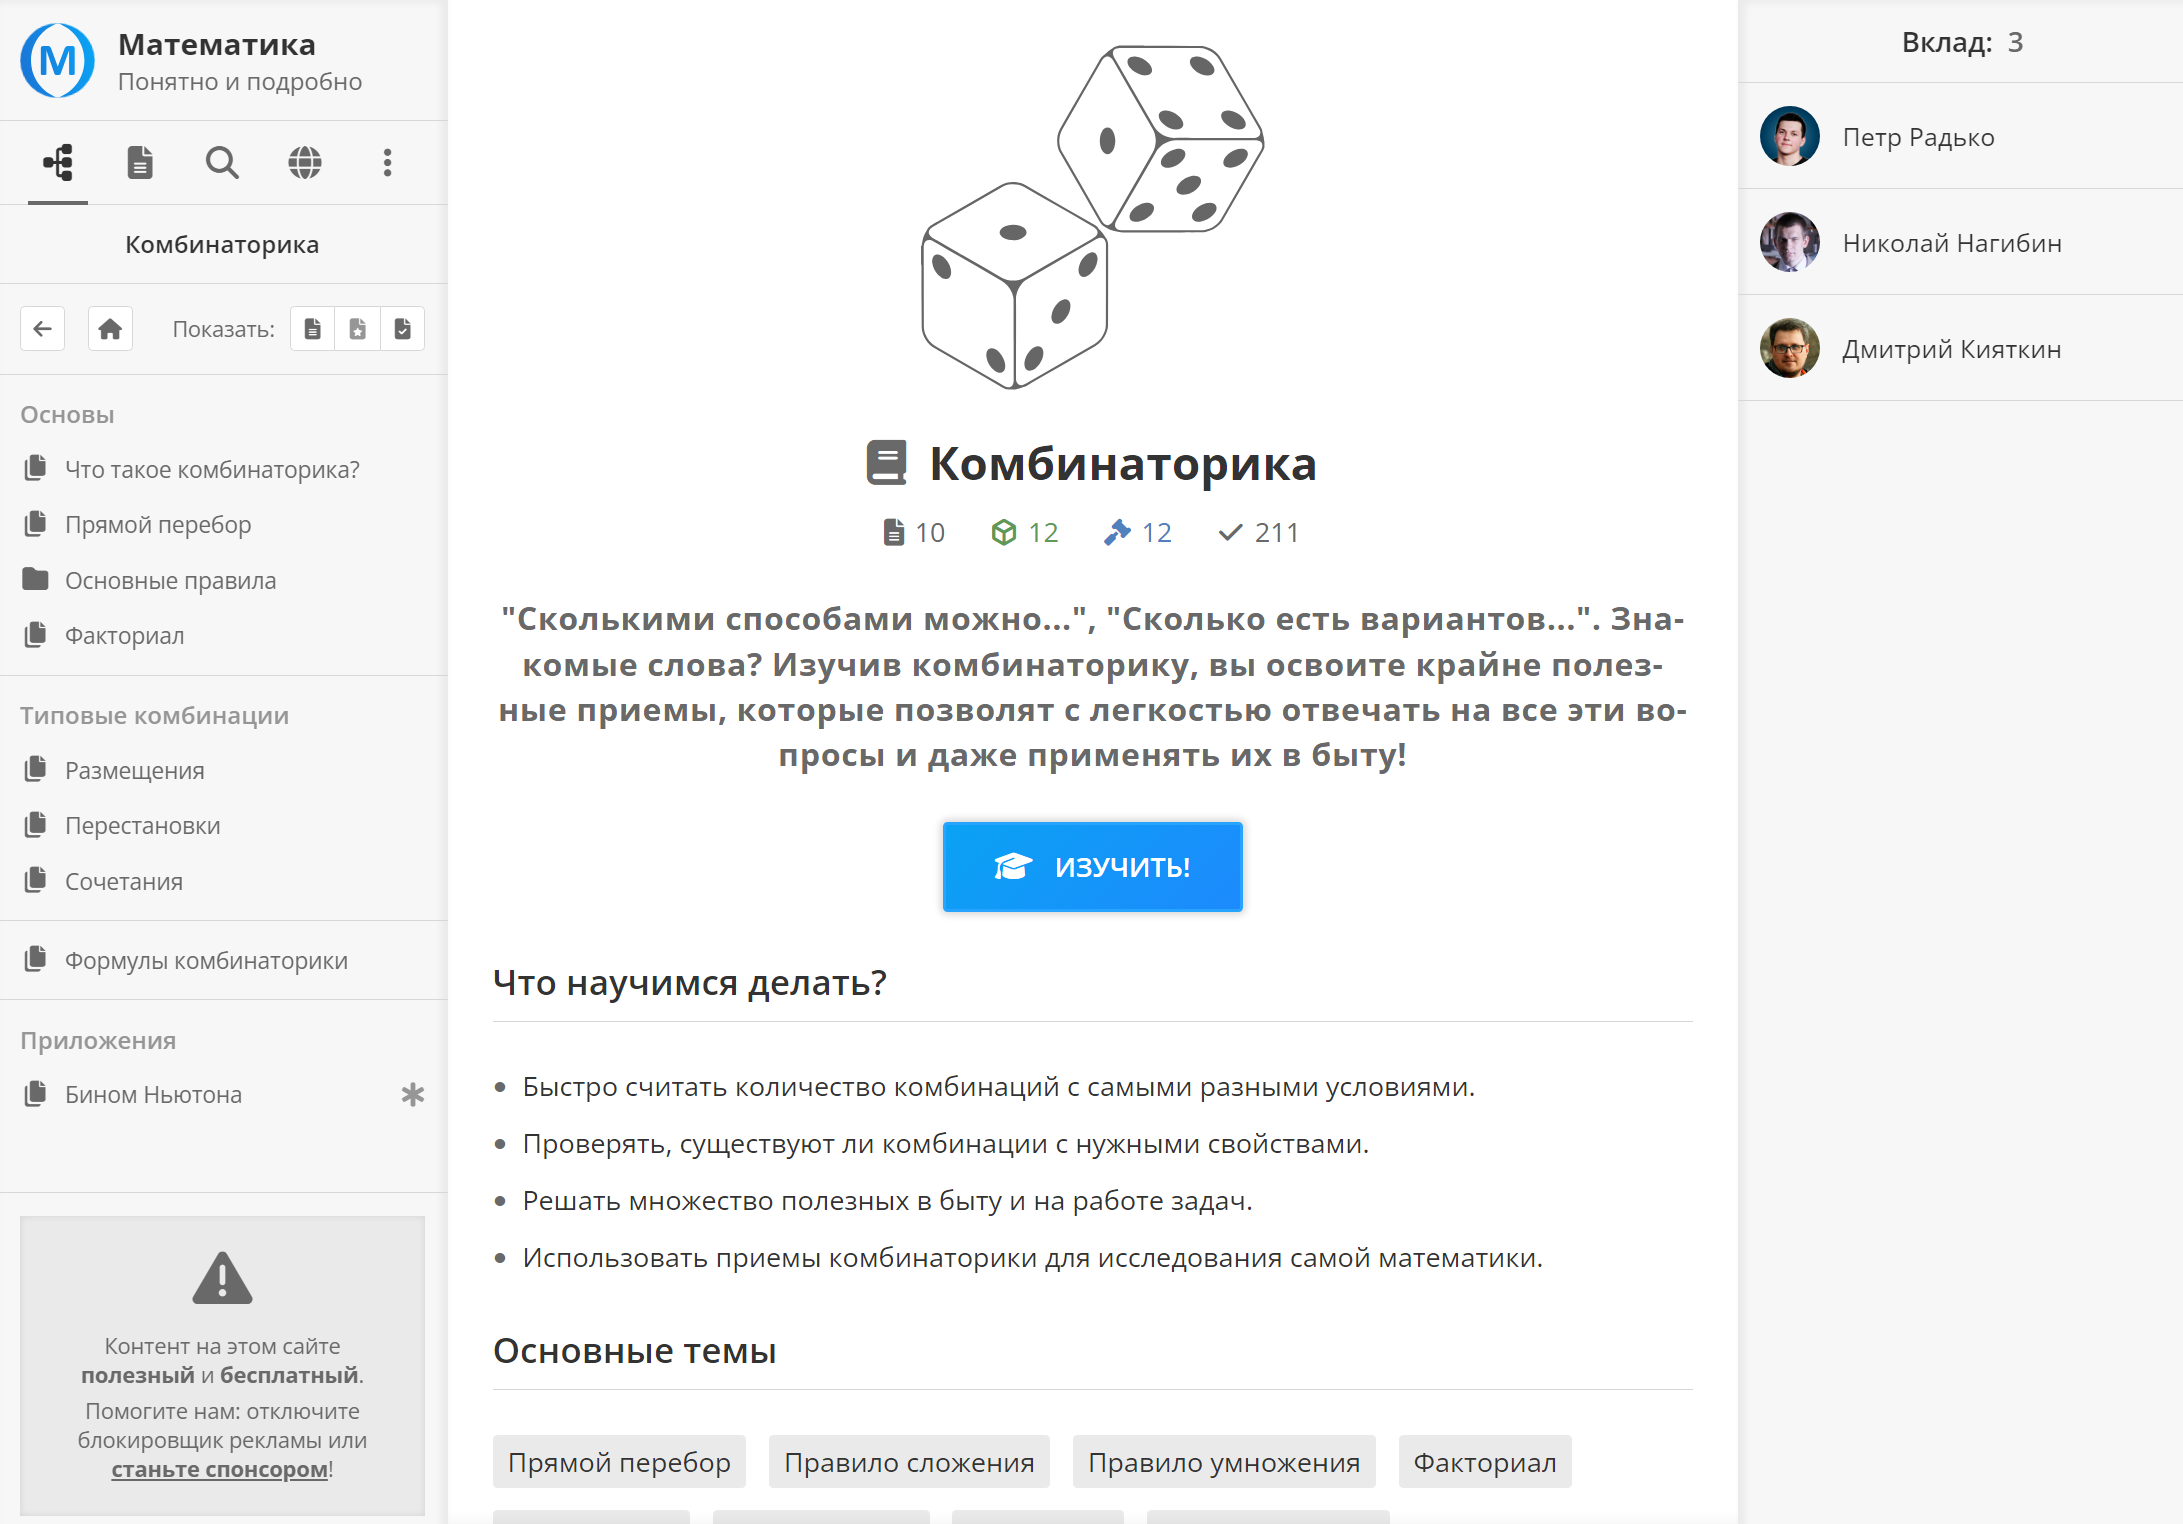 Математика
Понятно и подробно
Комбинаторика
Показать:
Основы
Что такое комбинаторика?
Прямой перебор
Основные правила
Факториал
Типовые комбинации
Размещения
Перестановки
Сочетания
Формулы комбинаторики
Приложения
Бином Ньютона
Контент на этом сайте
полезный и бесплатный.
Помогите нам: отключите
блокировщик рекламы или
станьте спонсором!
Комбинаторика
10 12 12 211
"Сколькими способами можно...", "Сколько есть вариантов...". Зна-
комые слова? Изучив комбинаторику, вы освоите крайне полез-
ные приемы, которые позволят с легкостью отвечать на все эти во-
просы и даже применять их в быту!
ИЗУЧИТЬ!
Что научимся делать?
Быстро считать количество комбинаций с самыми разными условиями.
Проверять, существуют ли комбинации с нужными свойствами.
Решать множество полезных в быту и на работе задач.
Использовать приемы комбинаторики для исследования самой математики.
Основные темы
Прямой перебор Правило сложения Правило умножения Факториал
Вклад: 3
Петр Радько
Николай Нагибин
Дмитрий Кияткин